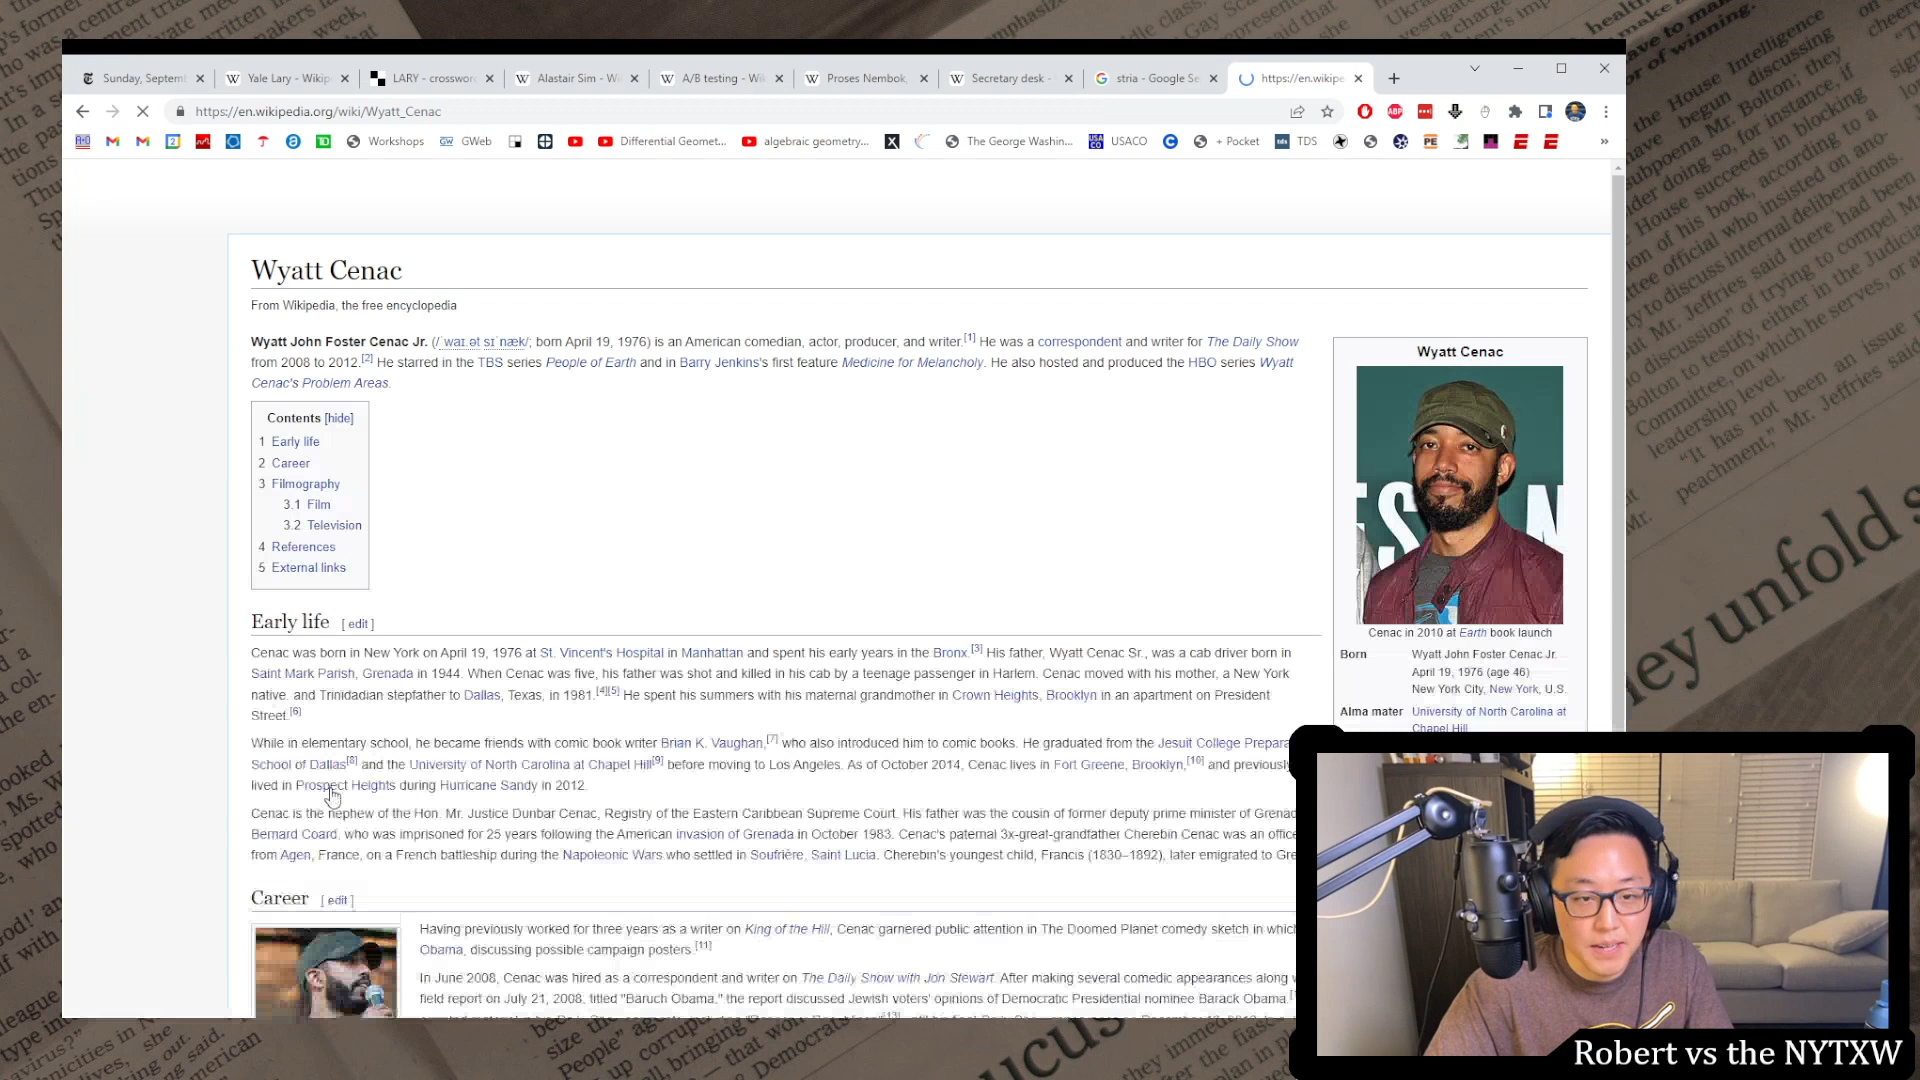 Sunday, Septem
Yale Lary - Wikip
LARY - crosswor
Alastair Sim - Wi
A/B testing - Wik
Proses Nembok,
Secretary desk -
stria - Google Se
https://en.wikipe
https://en.wikipedia.org/wiki/Wyatt_Cenac
Workshops
GWeb
Differential Geomet...
algebraic geometry...
The George Washin...
USACO
+ Pocket
TDS
Wyatt Cenac
From Wikipedia, the free encyclopedia
Wyatt John Foster Cenac Jr. (/ˈwaɪ.ət sɪˈnæk/; born April 19, 1976) is an American comedian, actor, producer, and writer.[1] He was a correspondent and writer for The Daily Show
from 2008 to 2012.[2] He starred in the TBS series People of Earth and in Barry Jenkins's first feature Medicine for Melancholy. He also hosted and produced the HBO series Wyatt
Cenac's Problem Areas.
Contents [hide]
1 Early life
2 Career
3 Filmography
3.1 Film
3.2 Television
4 References
5 External links
Wyatt Cenac
Cenac in 2010 at Earth book launch
Born Wyatt John Foster Cenac Jr.
April 19, 1976 (age 46)
New York City, New York, U.S.
Alma mater University of North Carolina at
Chapel Hill
Early life [ edit ]
Cenac was born in New York on April 19, 1976 at St. Vincent's Hospital in Manhattan and spent his early years in the Bronx.[3] His father, Wyatt Cenac Sr., was a cab driver born in
Saint Mark Parish, Grenada in 1944. When Cenac was five, his father was shot and killed in his cab by a teenage passenger in Harlem. Cenac moved with his mother, a New York
native, and Trinidadian stepfather to Dallas, Texas, in 1981.[4][5] He spent his summers with his maternal grandmother in Crown Heights, Brooklyn in an apartment on President
Street.[6]
While in elementary school, he became friends with comic book writer Brian K. Vaughan,[7] who also introduced him to comic books. He graduated from the Jesuit College Prepara
School of Dallas[8] and the University of North Carolina at Chapel Hill[9] before moving to Los Angeles. As of October 2014, Cenac lives in Fort Greene, Brooklyn,[10] and previously
lived in Prospect Heights during Hurricane Sandy in 2012.
Cenac is the nephew of the Hon. Mr. Justice Dunbar Cenac, Registry of the Eastern Caribbean Supreme Court. His father was the cousin of former deputy prime minister of Grenad
Bernard Coard, who was imprisoned for 25 years following the American invasion of Grenada in October 1983. Cenac's paternal 3x-great-grandfather Cherebin Cenac was an office
from Agen, France, on a French battleship during the Napoleonic Wars who settled in Soufrière, Saint Lucia. Cherebin's youngest child, Francis (1830–1892), later emigrated to Gre
Career [ edit ]
Having previously worked for three years as a writer on King of the Hill, Cenac garnered public attention in The Doomed Planet comedy sketch in which
Obama, discussing possible campaign posters.[11]
In June 2008, Cenac was hired as a correspondent and writer on The Daily Show with Jon Stewart. After making several comedic appearances along w
field report on July 21, 2008, titled "Baruch Obama," the report discussed Jewish voters' opinions of Democratic Presidential nominee Barack Obama.
Robert vs the NYTXW
they unfold s